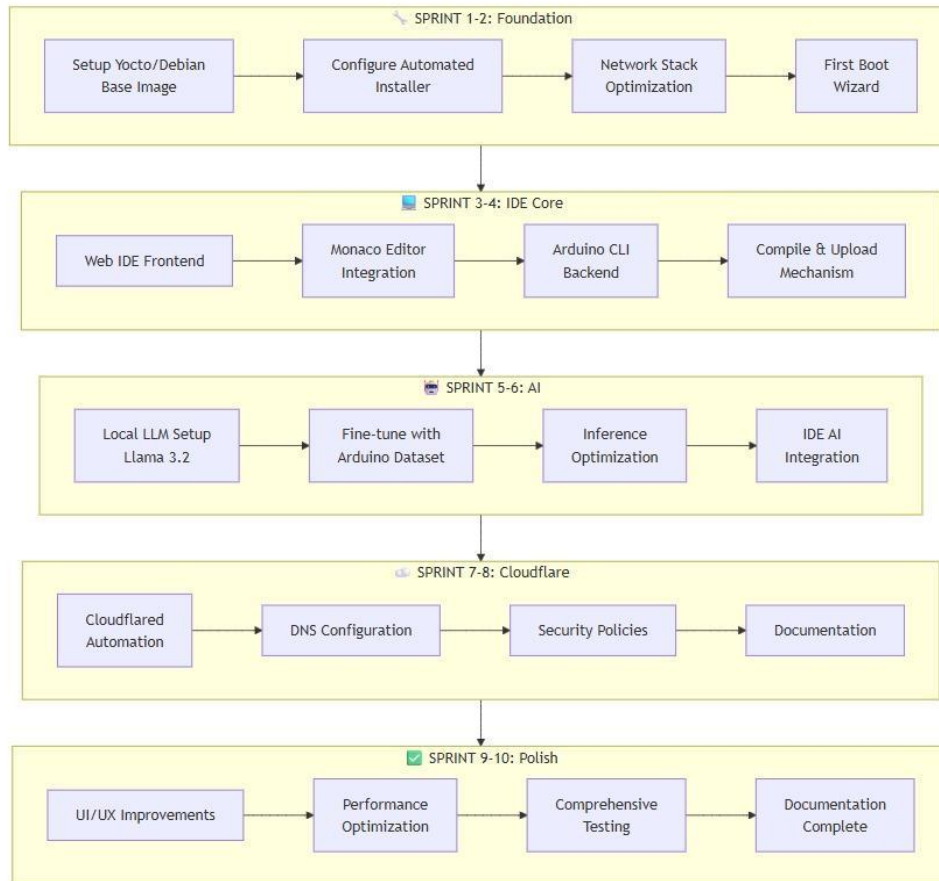 🔧 SPRINT 1-2: Foundation
Setup Yocto/Debian
Base Image
Configure Automated
Installer
Network Stack
Optimization
First Boot
Wizard
💻 SPRINT 3-4: IDE Core
Web IDE Frontend
Monaco Editor
Integration
Arduino CLI
Backend
Compile & Upload
Mechanism
🤖 SPRINT 5-6: AI
Local LLM Setup
Llama 3.2
Fine-tune with
Arduino Dataset
Inference
Optimization
IDE AI
Integration
☁️ SPRINT 7-8: Cloudflare
Cloudflared
Automation
DNS Configuration
Security Policies
Documentation
✅ SPRINT 9-10: Polish
UI/UX Improvements
Performance
Optimization
Comprehensive
Testing
Documentation
Complete